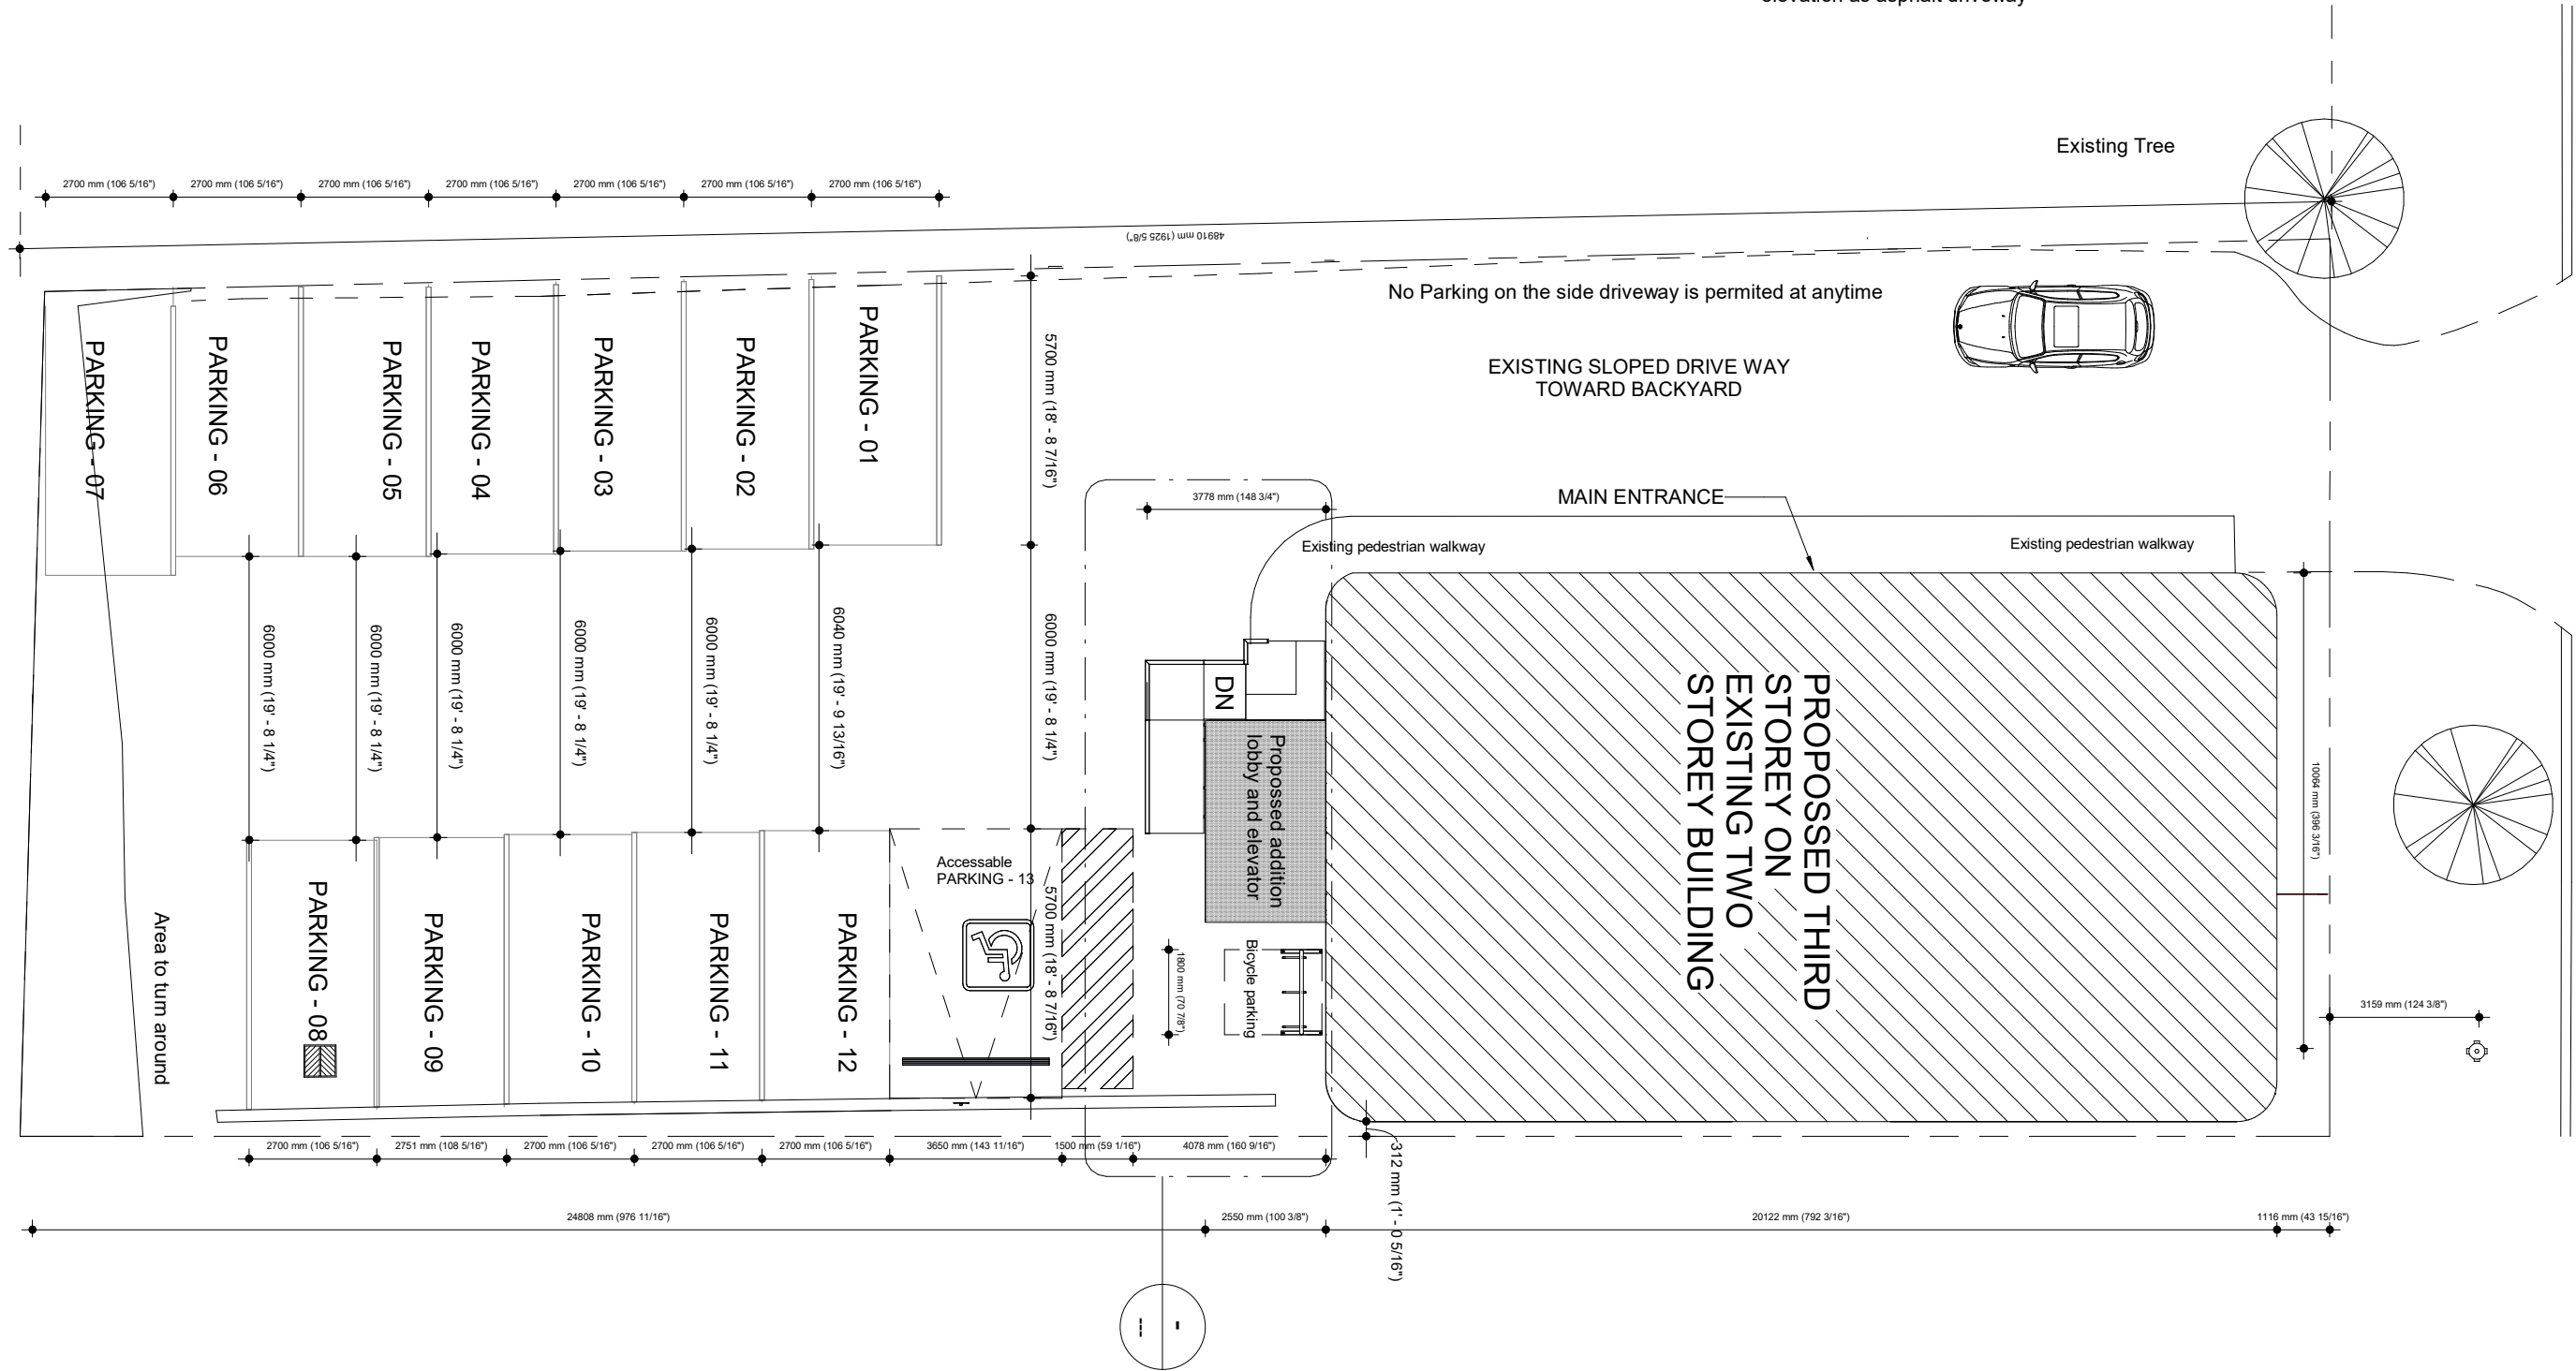 elevation as asphalt driveway
Existing Tree
2700 mm (106 5/16")
2700 mm (106 5/16")
2700 mm (106 5/16")
2700 mm (106 5/16")
2700 mm (106 5/16")
2700 mm (106 5/16")
2700 mm (106 5/16")
48910 mm (1925 5/8")
No Parking on the side driveway is permited at anytime
EXISTING SLOPED DRIVE WAY
TOWARD BACKYARD
PARKING - 07
PARKING - 06
PARKING - 05
PARKING - 04
PARKING - 03
PARKING - 02
PARKING - 01
5700 mm (18' - 8 7/16")
3778 mm (148 3/4")
MAIN ENTRANCE
Existing pedestrian walkway
Existing pedestrian walkway
6000 mm (19' - 8 1/4")
6000 mm (19' - 8 1/4")
6000 mm (19' - 8 1/4")
6000 mm (19' - 8 1/4")
6000 mm (19' - 8 1/4")
6040 mm (19' - 9 13/16")
6000 mm (19' - 8 1/4")
DN
Propossed addition
lobby and elevator
PROPOSSED THIRD
STOREY ON
EXISTING TWO
STOREY BUILDING
10064 mm (396 3/16")
Accessable
PARKING - 13
5700 mm (18' - 8 7/16")
Area to turn around
PARKING - 08
PARKING - 09
PARKING - 10
PARKING - 11
PARKING - 12
1800 mm (70 7/8")
Bicycle parking
3159 mm (124 3/8")
2700 mm (106 5/16")
2751 mm (108 5/16")
2700 mm (106 5/16")
2700 mm (106 5/16")
2700 mm (106 5/16")
3650 mm (143 11/16")
1500 mm (59 1/16")
4078 mm (160 9/16")
312 mm (1' - 0 5/16")
24808 mm (976 11/16")
2550 mm (100 3/8")
20122 mm (792 3/16")
1116 mm (43 15/16")
---
-